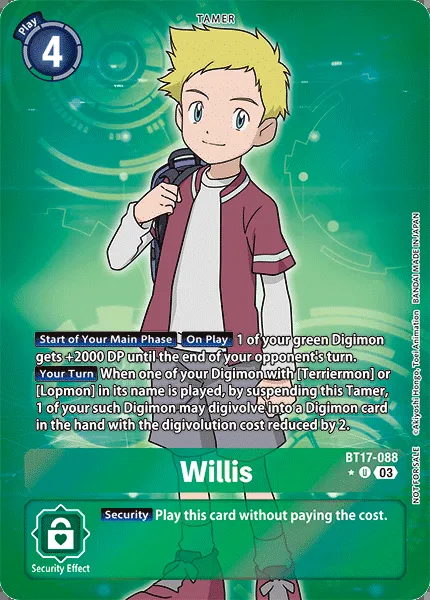 TAMER
Play
4
Start of Your Main Phase On Play 1 of your green Digimon
gets +2000 DP until the end of your opponent's turn.
Your Turn When one of your Digimon with [Terriermon] or
[Lopmon] in its name is played, by suspending this Tamer,
1 of your such Digimon may digivolve into a Digimon card
in the hand with the digivolution cost reduced by 2.
BT17-088
Willis
★ U 03
Security Play this card without paying the cost.
Security Effect
©Akiyoshi Hongo, Toei Animation BANDAI MADE IN JAPAN
NOT FOR SALE